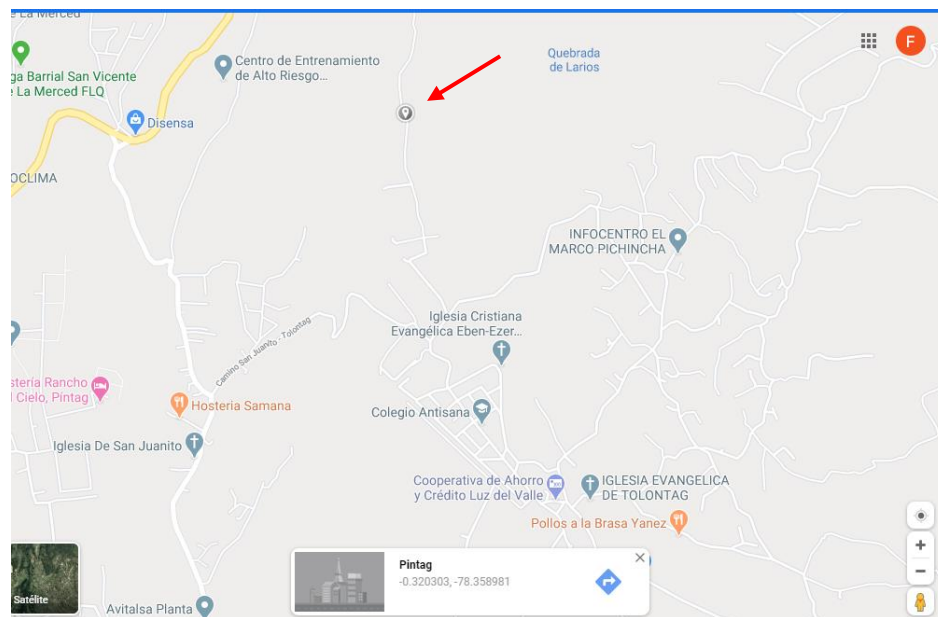 e La Merced
Centro de Entrenamiento
de Alto Riesgo...
Quebrada
de Larios
F
ga Barrial San Vicente
e La Merced FLQ
Disensa
OCLIMA
INFOCENTRO EL
MARCO PICHINCHA
Iglesia Cristiana
Evangélica Eben-Ezer...
Camino San Juanito - Tolontag
stería Rancho
l Cielo, Pintag
Hosteria Samana
Colegio Antisana
Iglesia De San Juanito
Cooperativa de Ahorro
y Crédito Luz del Valle
IGLESIA EVANGELICA
DE TOLONTAG
Pollos a la Brasa Yanez
Pintag
-0.320303, -78.358981
Satélite
Avitalsa Planta